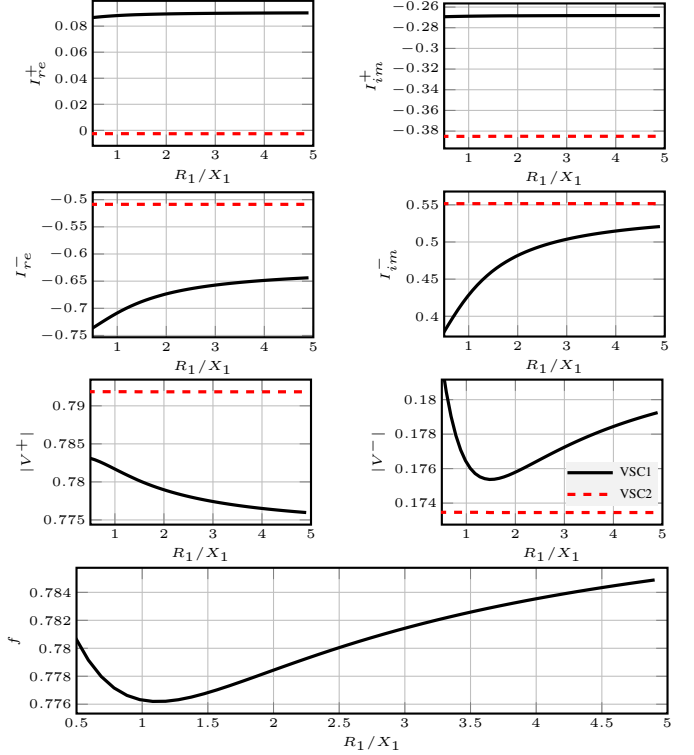 0.08
0.06
0.04
0.02
0
I⁺re
1 2 3 4 5
R₁/X₁
−0.26
−0.28
−0.3
−0.32
−0.34
−0.36
−0.38
I⁺im
1 2 3 4 5
R₁/X₁
−0.5
−0.55
−0.6
−0.65
−0.7
−0.75
I⁻re
1 2 3 4 5
R₁/X₁
0.55
0.5
0.45
0.4
I⁻im
1 2 3 4 5
R₁/X₁
0.79
0.785
0.78
0.775
|V⁺|
1 2 3 4 5
R₁/X₁
0.18
0.178
0.176
0.174
|V⁻|
VSC1
VSC2
1 2 3 4 5
R₁/X₁
0.784
0.782
0.78
0.778
0.776
f
0.5 1 1.5 2 2.5 3 3.5 4 4.5 5
R₁/X₁